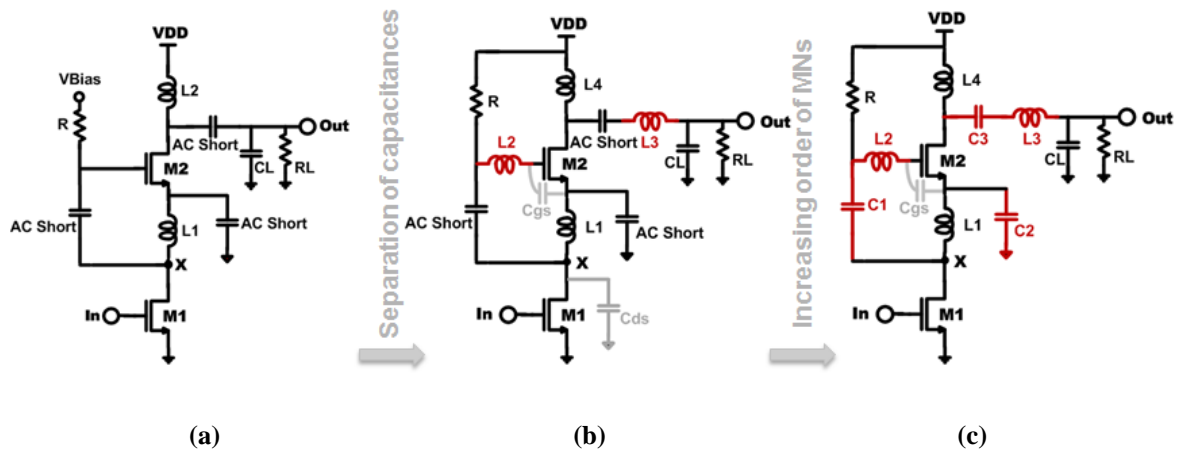 VDD
L2
VBias
R
AC Short
Out
CL
RL
M2
AC Short
L1
AC Short
X
In
M1
(a)
Separation of capacitances
VDD
L4
R
Out
AC Short
L3
L2
CL
RL
M2
Cgs
AC Short
L1
AC Short
X
In
M1
Cds
(b)
Increasing order of MNs
VDD
L4
R
Out
C3
L3
L2
CL
RL
M2
Cgs
C1
L1
C2
X
In
M1
(c)